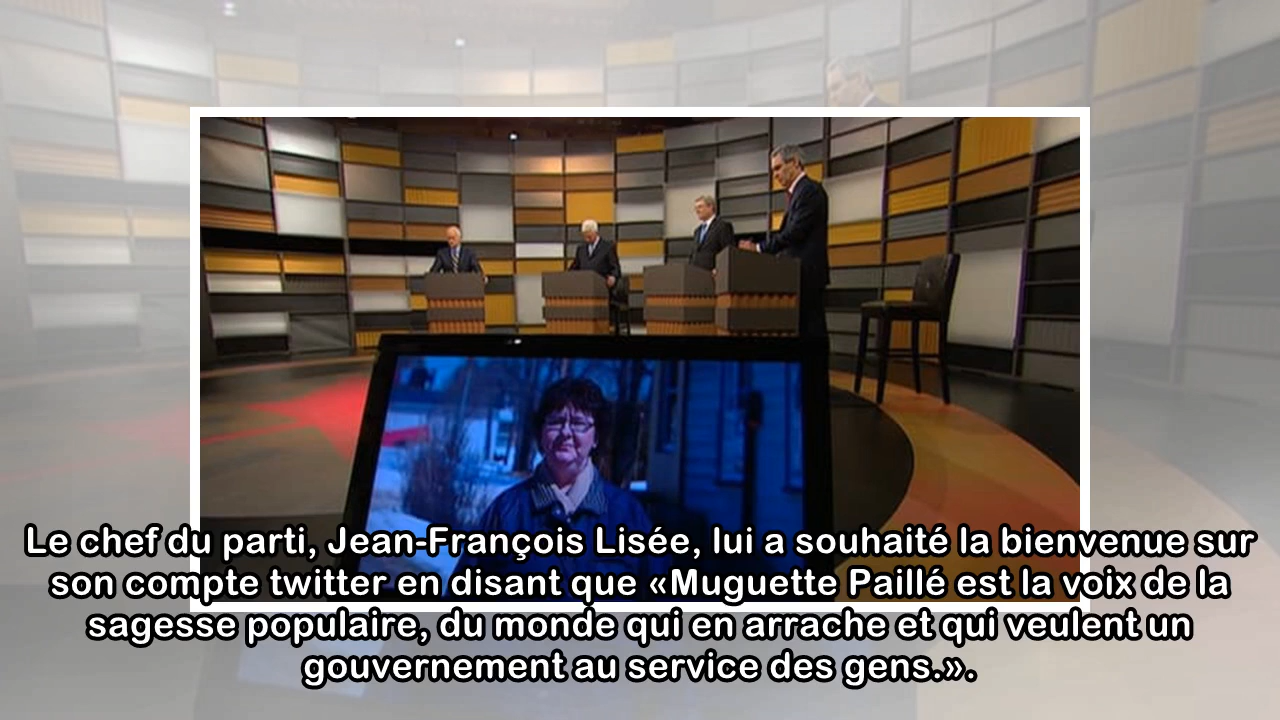 Le chef du parti, Jean-François Lisée, lui a souhaité la bienvenue sur
son compte twitter en disant que «Muguette Paillé est la voix de la
sagesse populaire, du monde qui en arrache et qui veulent un
gouvernement au service des gens.».